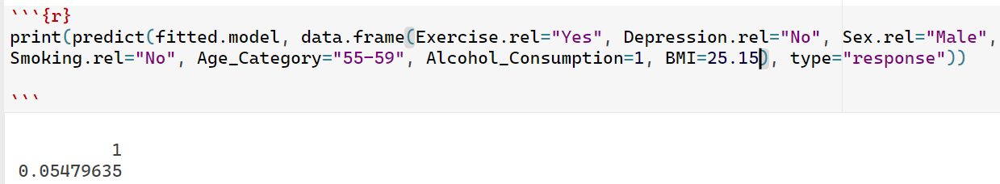 ```{r}
print(predict(fitted.model, data.frame(Exercise.rel="Yes", Depression.rel="No", Sex.rel="Male",
Smoking.rel="No", Age_Category="55-59", Alcohol_Consumption=1, BMI=25.15), type="response"))
```
1
0.05479635